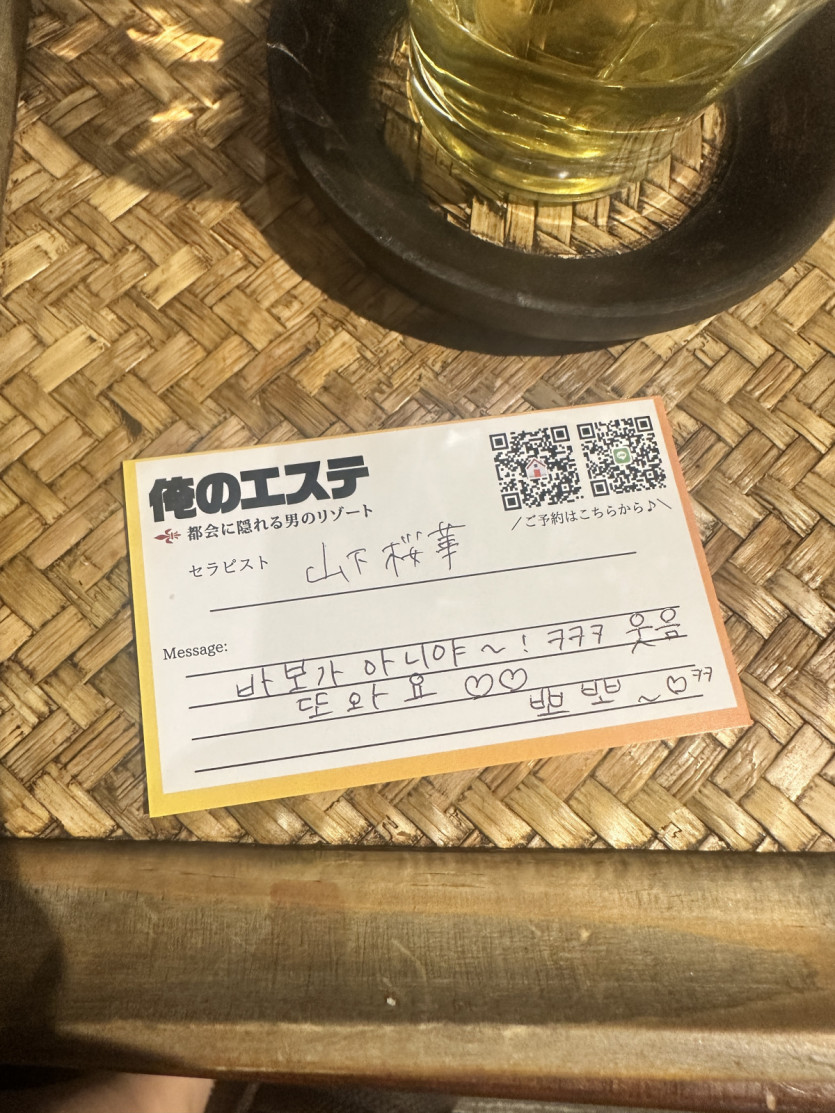 俺のエステ
都会に隠れる男のリゾート
＼ご予約はこちらから♪／
セラピスト 山下桜華
Message:
바보가 아니야~! ㅋㅋㅋ 웃음
또 와요 ♡♡
뽀뽀~♡ㅋㅋ